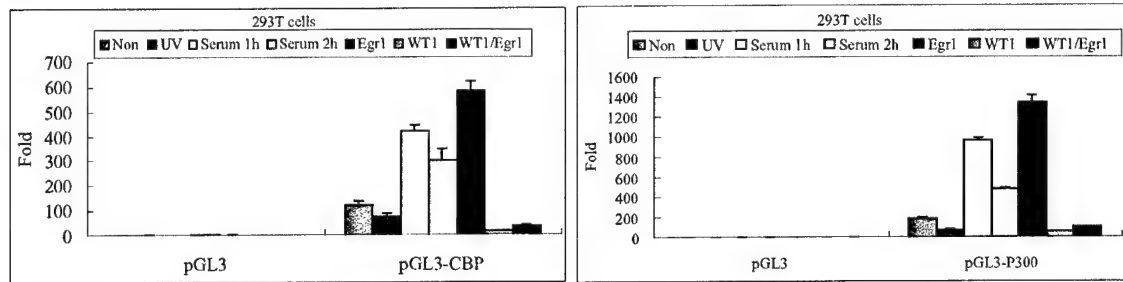 293T cells
Non UV Serum 1h Serum 2h Egr1 WT1 WT1/Egr1
700
600
500
400
300
200
100
0
Fold
pGL3 pGL3-CBP
293T cells
Non UV Serum 1h Serum 2h Egr1 WT1 WT1/Egr1
1600
1400
1200
1000
800
600
400
200
0
Fold
pGL3 pGL3-P300